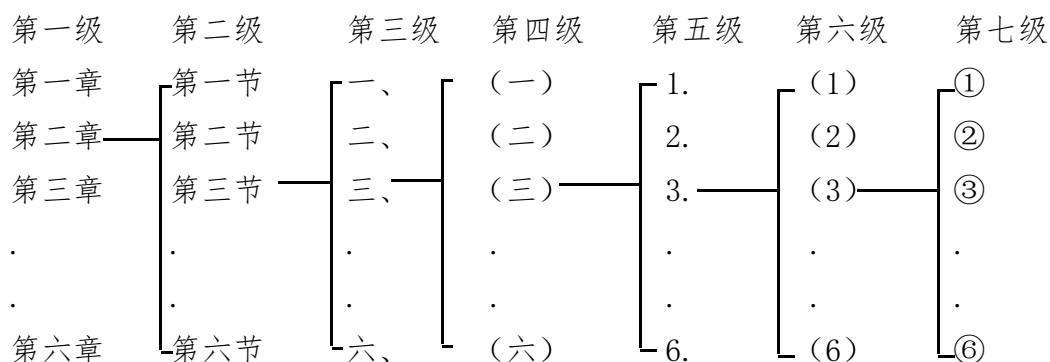 第一级 第二级 第三级 第四级 第五级 第六级 第七级
第一章 第一节 一、 （一） 1. （1） ①
第二章 第二节 二、 （二） 2. （2） ②
第三章 第三节 三、 （三） 3. （3） ③
. . . . . . .
. . . . . . .
第六章 第六节 六、 （六） 6. （6） ⑥